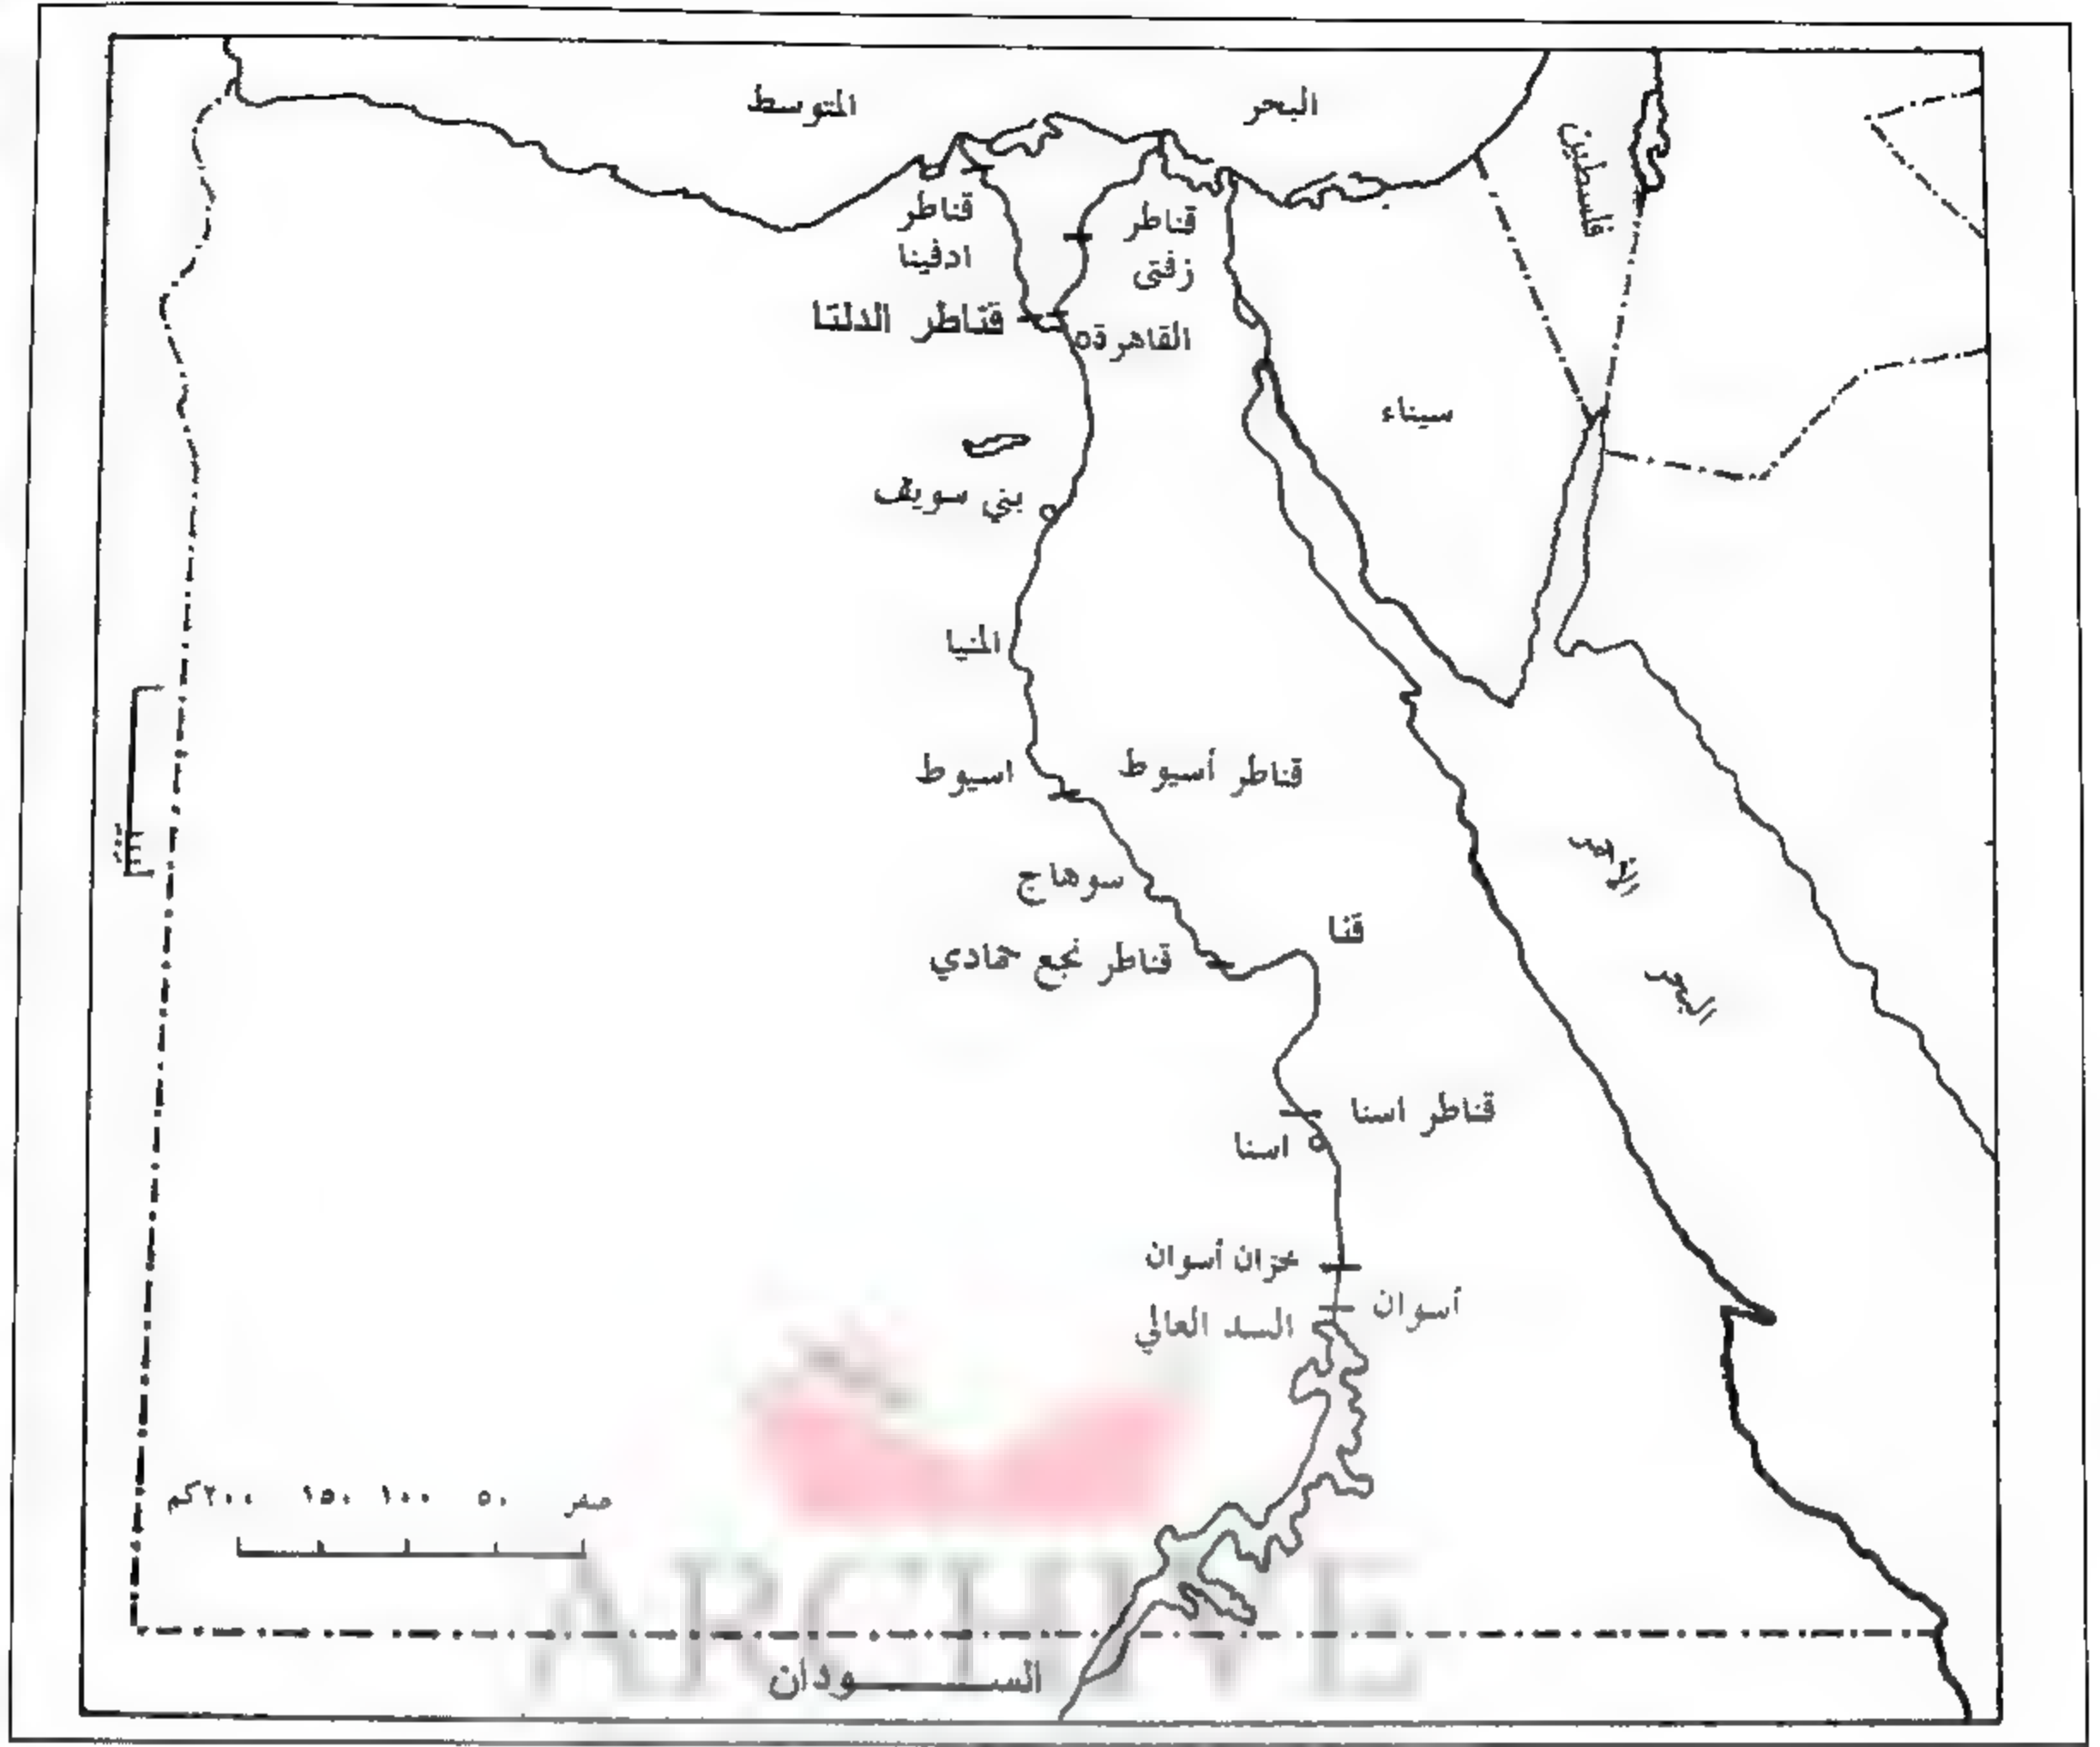 البحر المتوسط
فلسطين
قناطر
ادفينا
قناطر
زفتى
قناطر الدلتا
القاهرة
سيناء
بني سويف
المنيا
اسيوط
قناطر أسيوط
سوهاج
قنا
قناطر نجع حمادي
البحر
الأحمر
قناطر اسنا
اسنا
خزان أسوان
أسوان
السد العالي
صفر ٥٠ ١٠٠ ١٥٠ ٢٠٠كم
الســـودان
ARCHIVE